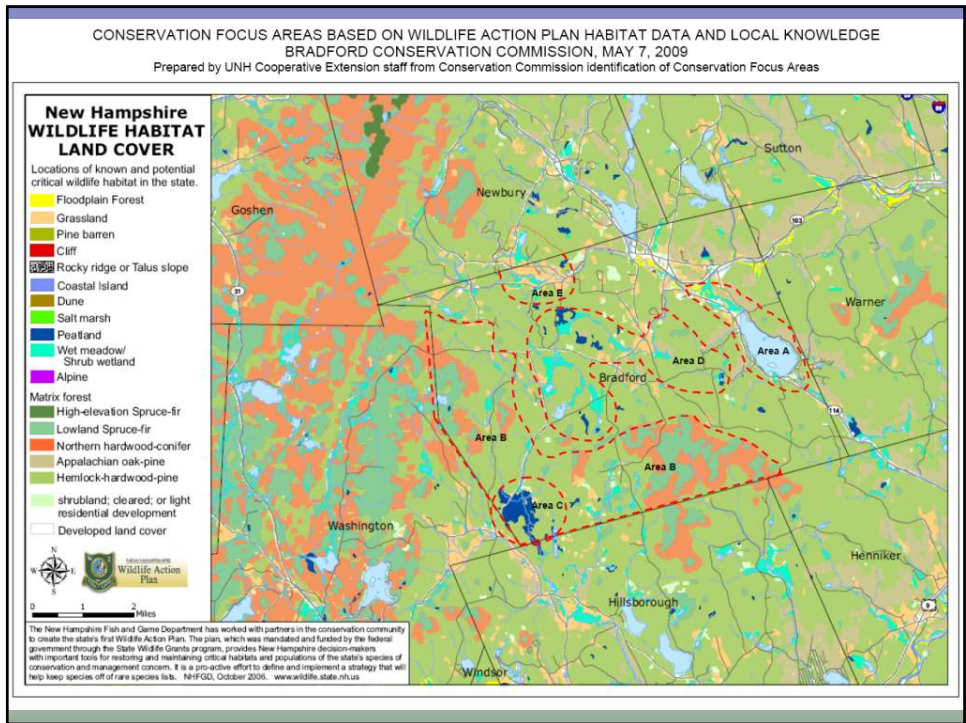 CONSERVATION FOCUS AREAS BASED ON WILDLIFE ACTION PLAN HABITAT DATA AND LOCAL KNOWLEDGE
BRADFORD CONSERVATION COMMISSION, MAY 7, 2009
Prepared by UNH Cooperative Extension staff from Conservation Commission identification of Conservation Focus Areas
New Hampshire
WILDLIFE HABITAT
LAND COVER
Locations of known and potential
critical wildlife habitat in the state.
Floodplain Forest
Grassland
Pine barren
Cliff
Rocky ridge or Talus slope
Coastal Island
Dune
Salt marsh
Peatland
Wet meadow/
Shrub wetland
Alpine
Matrix forest
High-elevation Spruce-fir
Lowland Spruce-fir
Northern hardwood-conifer
Appalachian oak-pine
Hemlock-hardwood-pine
shrubland; cleared; or light
residential development
Developed land cover
N
W E
S
Wildlife Action
Plan
0 1 2
Miles
The New Hampshire Fish and Game Department has worked with partners in the conservation community
to create the state's first Wildlife Action Plan. The plan, which was mandated and funded by the federal
government through the State Wildlife Grants program, provides New Hampshire decision-makers
with important tools for restoring and maintaining critical habitats and populations of the state's species of
conservation and management concern. It is a pro-active effort to define and implement a strategy that will
help keep species off of rare species lists. NHFGD, October 2006. www.wildlife.state.nh.us
Sutton
Newbury
Goshen
103
31
Area E
Warner
Area A
Area D
Bradford
114
Area B
Area B
Area C
Washington
Henniker
Hillsborough
9
Windsor